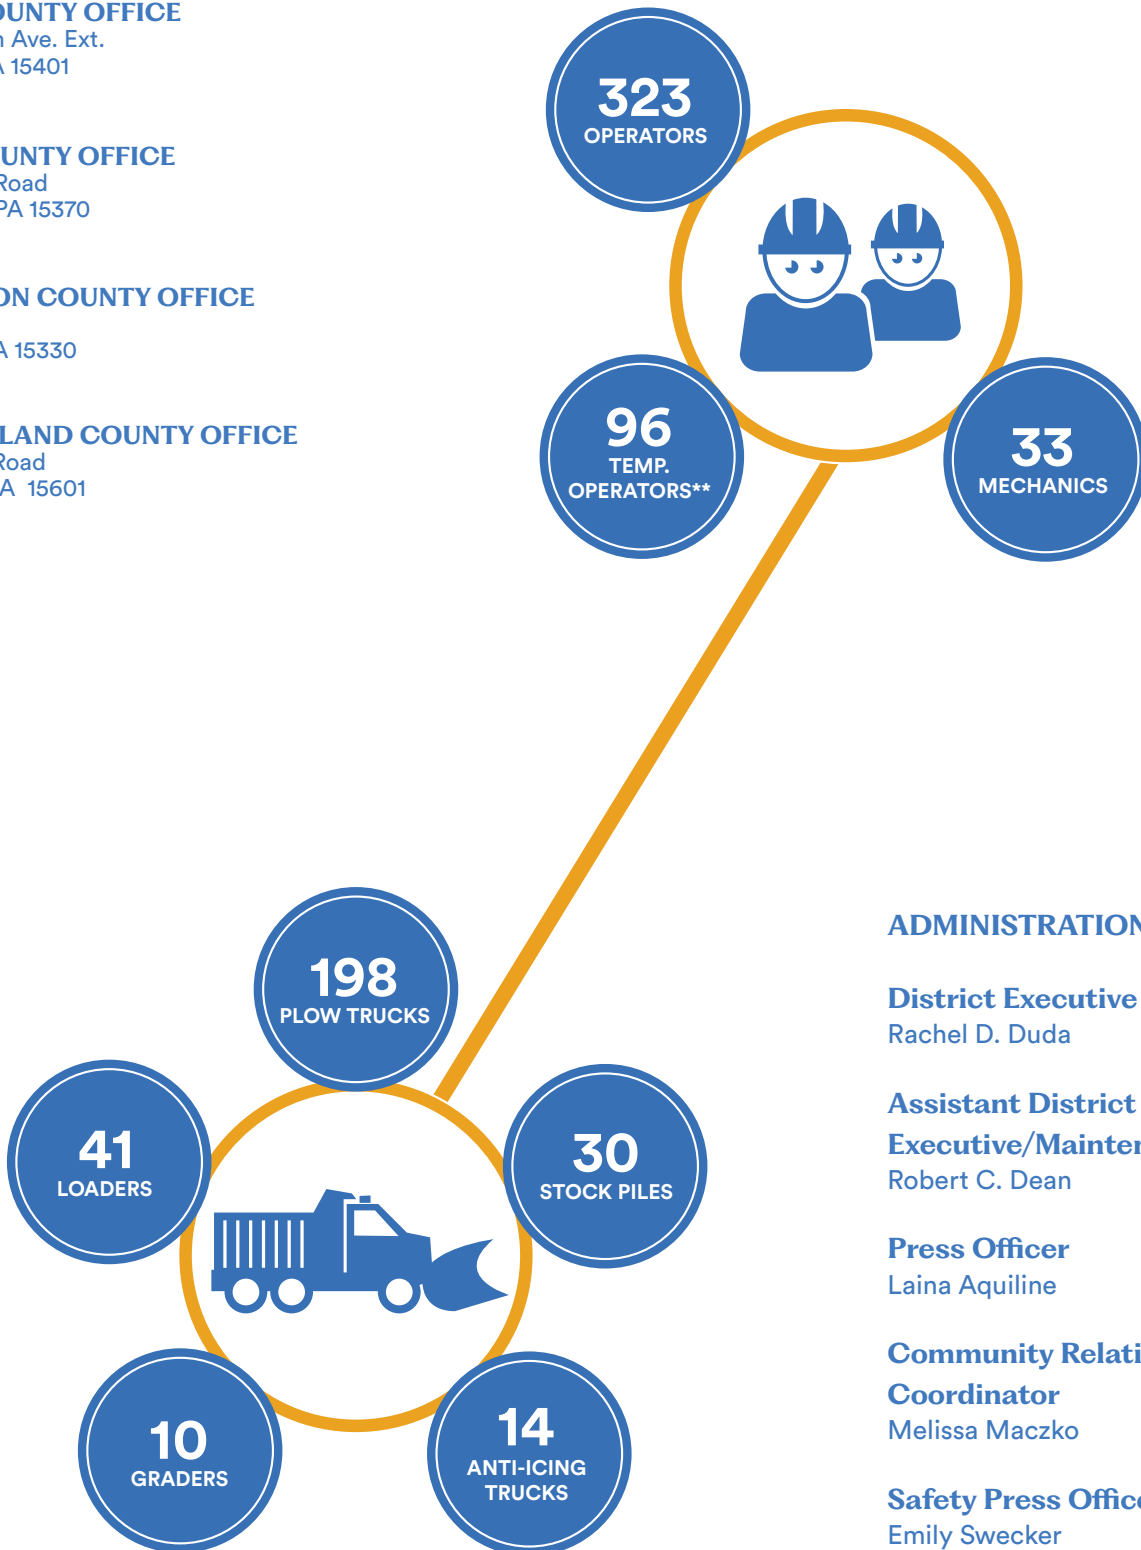 OUNTY OFFICE
n Ave. Ext.
A 15401
UNTY OFFICE
Road
PA 15370
ON COUNTY OFFICE
A 15330
LAND COUNTY OFFICE
Road
A 15601
323
OPERATORS
96
TEMP.
OPERATORS**
33
MECHANICS
198
PLOW TRUCKS
41
LOADERS
30
STOCK PILES
10
GRADERS
14
ANTI-ICING
TRUCKS
ADMINISTRATION
District Executive
Rachel D. Duda
Assistant District
Executive/Mainten
Robert C. Dean
Press Officer
Laina Aquiline
Community Relati
Coordinator
Melissa Maczko
Safety Press Office
Emily Swecker